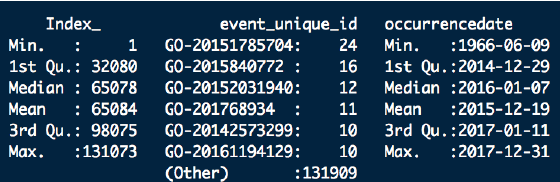 Index_ event_unique_id occurrencedate
Min. : 1 GO-20151785704: 24 Min. :1966-06-09
1st Qu.: 32080 GO-2015840772 : 16 1st Qu.:2014-12-29
Median : 65078 GO-20152031940: 12 Median :2016-01-07
Mean : 65084 GO-201768934 : 11 Mean :2015-12-19
3rd Qu.: 98075 GO-20142573299: 10 3rd Qu.:2017-01-11
Max. :131073 GO-20161194129: 10 Max. :2017-12-31
(Other) :131909